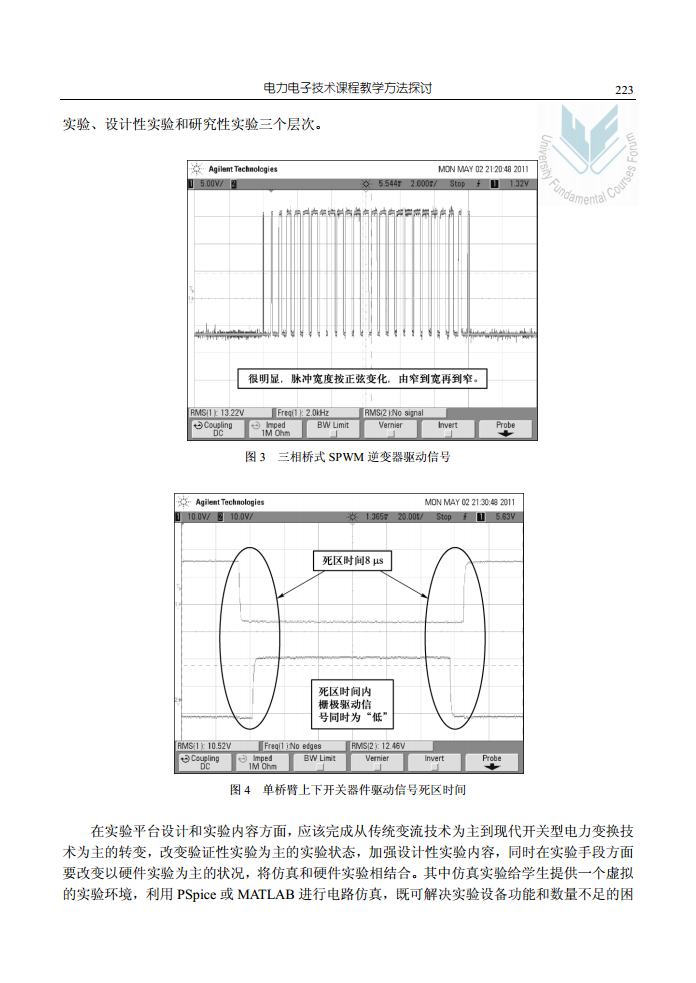 电力电子技术课程教学方法探讨 223
University Fundamental Courses Forum
实验、设计性实验和研究性实验三个层次。
Agilent Technologies MON MAY 02 21:20:48 2011
1 5.00V/ 2 5.544 2.000 / Stop 1 1.32V
很明显，脉冲宽度按正弦变化，由窄到宽再到窄。
RMS(1): 13.22V Freq(1): 2.0kHz RMS(2):No signal
Coupling Imped BW Limit Vernier Invert Probe
DC 1M Ohm
图 3 三相桥式 SPWM 逆变器驱动信号
Agilent Technologies MON MAY 02 21:30:48 2011
1 10.0V/ 2 10.0V/ 1.365 20.00 / Stop 1 5.63V
死区时间8 μs
死区时间内
栅极驱动信
号同时为“低”
RMS(1): 10.52V Freq(1):No edges RMS(2): 12.46V
Coupling Imped BW Limit Vernier Invert Probe
DC 1M Ohm
图 4 单桥臂上下开关器件驱动信号死区时间
在实验平台设计和实验内容方面，应该完成从传统变流技术为主到现代开关型电力变换技
术为主的转变，改变验证性实验为主的实验状态，加强设计性实验内容，同时在实验手段方面
要改变以硬件实验为主的状况，将仿真和硬件实验相结合。其中仿真实验给学生提供一个虚拟
的实验环境，利用 PSpice 或 MATLAB 进行电路仿真，既可解决实验设备功能和数量不足的困